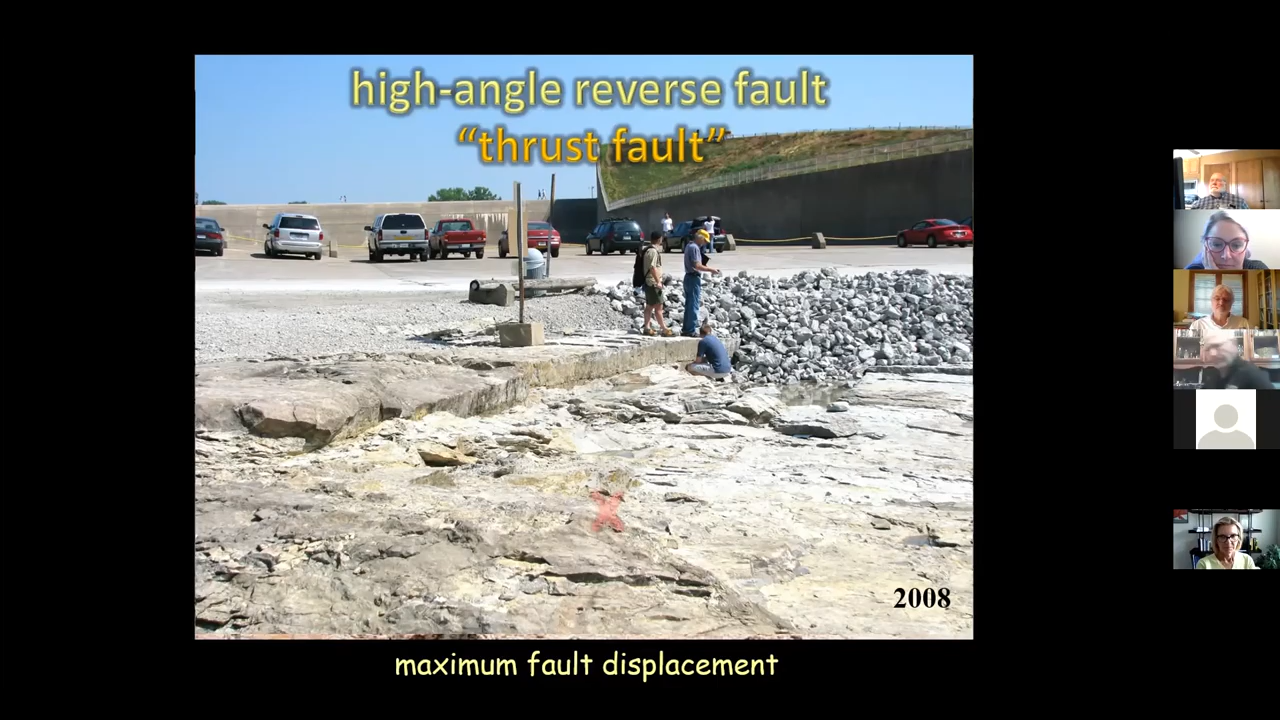 high-angle reverse fault
“thrust fault”
2008
maximum fault displacement